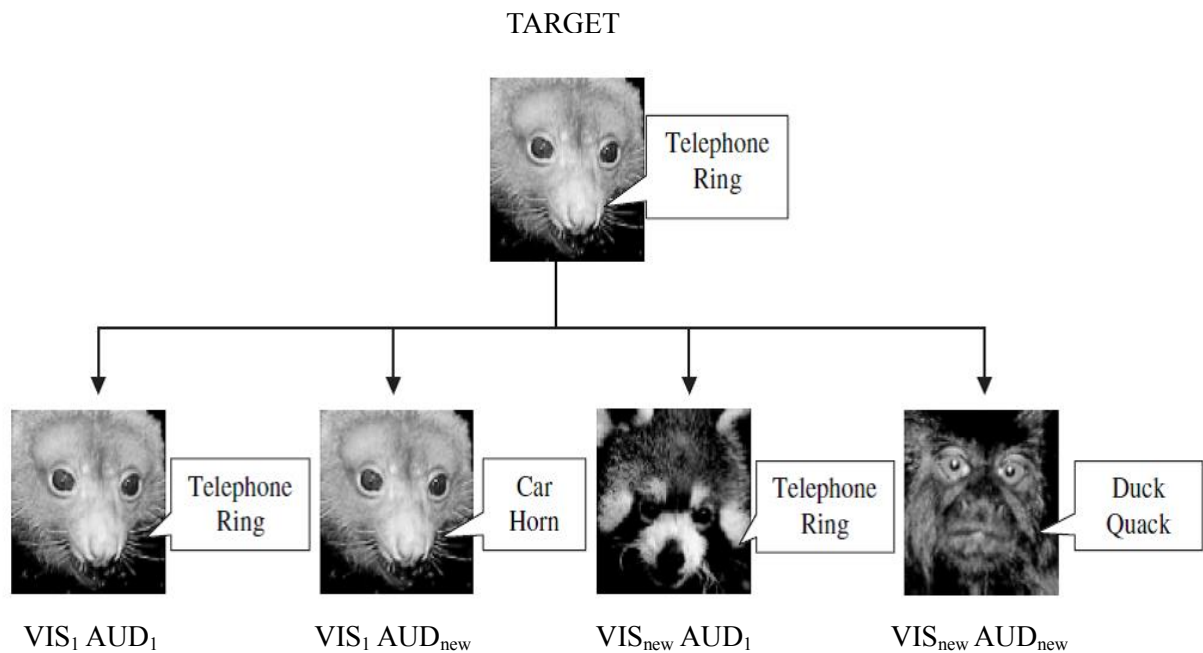 TARGET
Telephone
Ring
Telephone
Ring
Car
Horn
Telephone
Ring
Duck
Quack
VIS₁ AUD₁
VIS₁ AUDₙₑw
VISₙₑw AUD₁
VISₙₑw AUDₙₑw